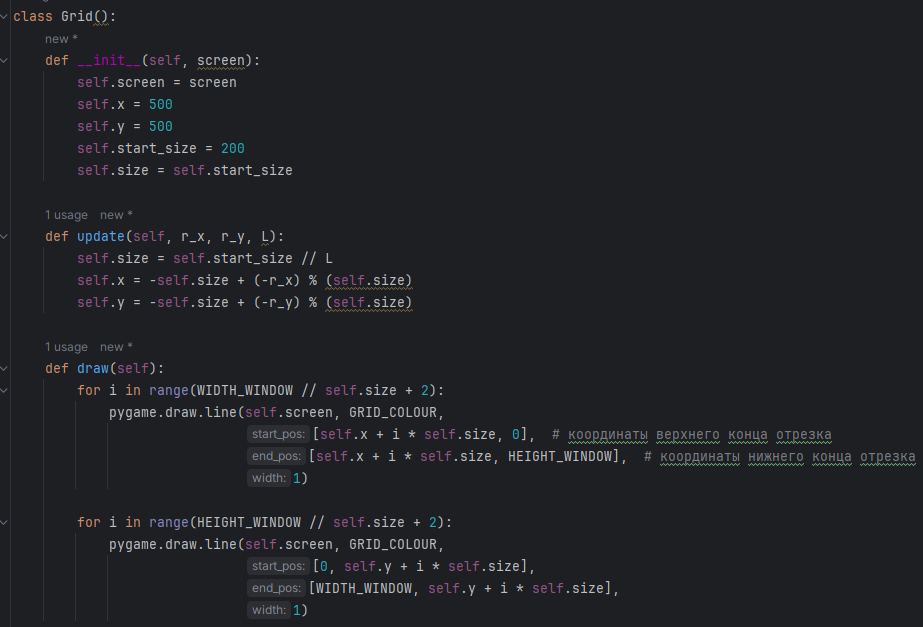 class Grid():
new *
def __init__(self, screen):
self.screen = screen
self.x = 500
self.y = 500
self.start_size = 200
self.size = self.start_size
1 usage new *
def update(self, r_x, r_y, L):
self.size = self.start_size // L
self.x = -self.size + (-r_x) % (self.size)
self.y = -self.size + (-r_y) % (self.size)
1 usage new *
def draw(self):
for i in range(WIDTH_WINDOW // self.size + 2):
pygame.draw.line(self.screen, GRID_COLOUR,
start_pos: [self.x + i * self.size, 0], # координаты верхнего конца отрезка
end_pos: [self.x + i * self.size, HEIGHT_WINDOW], # координаты нижнего конца отрезка
width: 1)
for i in range(HEIGHT_WINDOW // self.size + 2):
pygame.draw.line(self.screen, GRID_COLOUR,
start_pos: [0, self.y + i * self.size],
end_pos: [WIDTH_WINDOW, self.y + i * self.size],
width: 1)